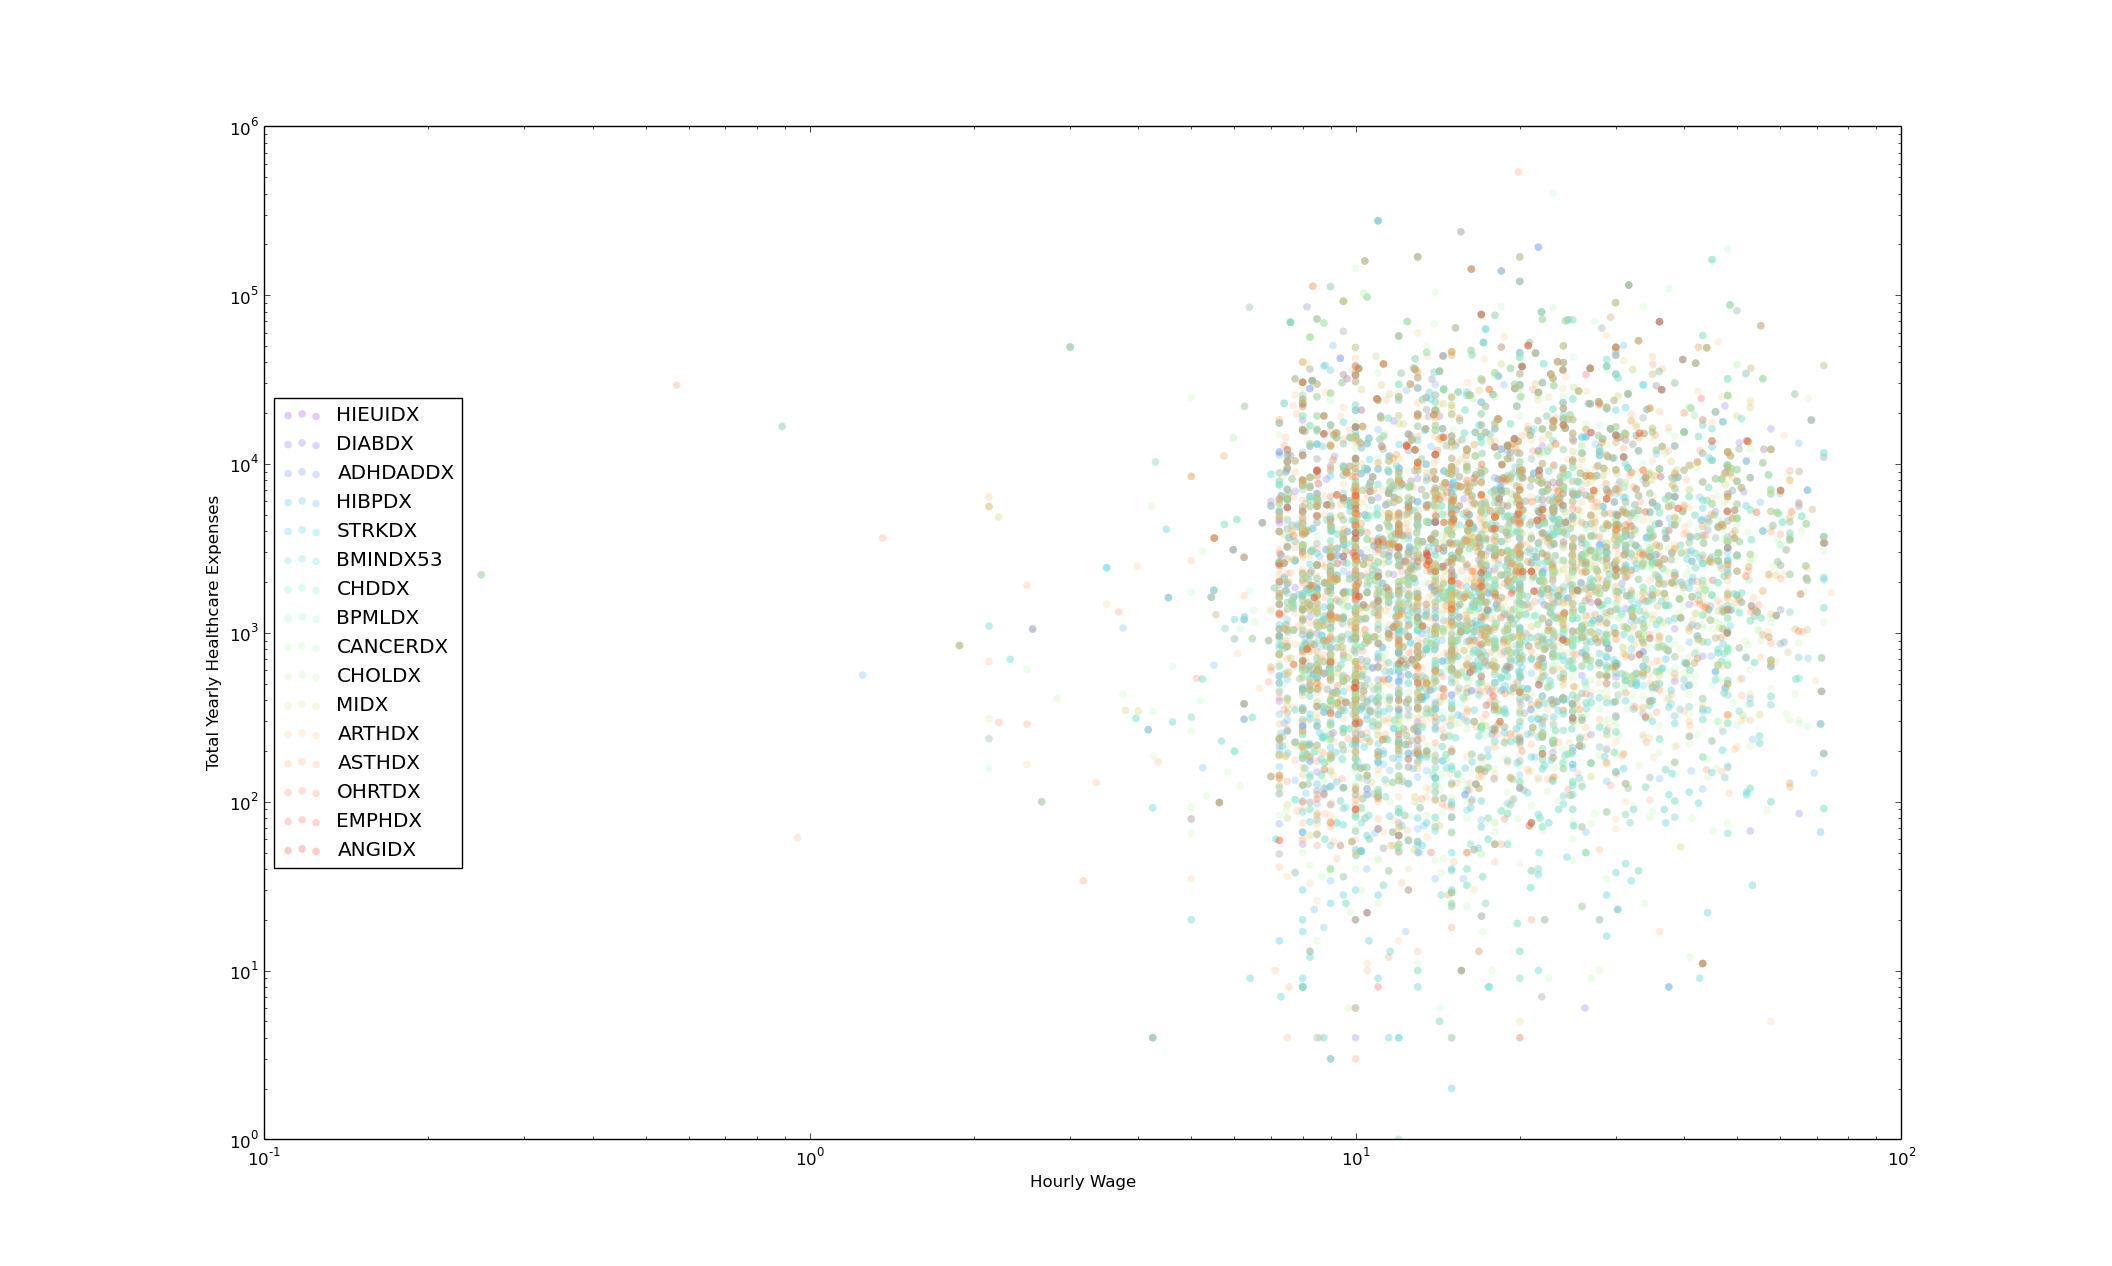 10^6
10^5
10^4
10^3
10^2
10^1
10^0
Total Yearly Healthcare Expenses
HIEUIDX
DIABDX
ADHDADDX
HIBPDX
STRKDX
BMINDX53
CHDDX
BPMLDX
CANCERDX
CHOLDX
MIDX
ARTHDX
ASTHDX
OHRTDX
EMPHDX
ANGIDX
10^-1 10^0 10^1 10^2
Hourly Wage